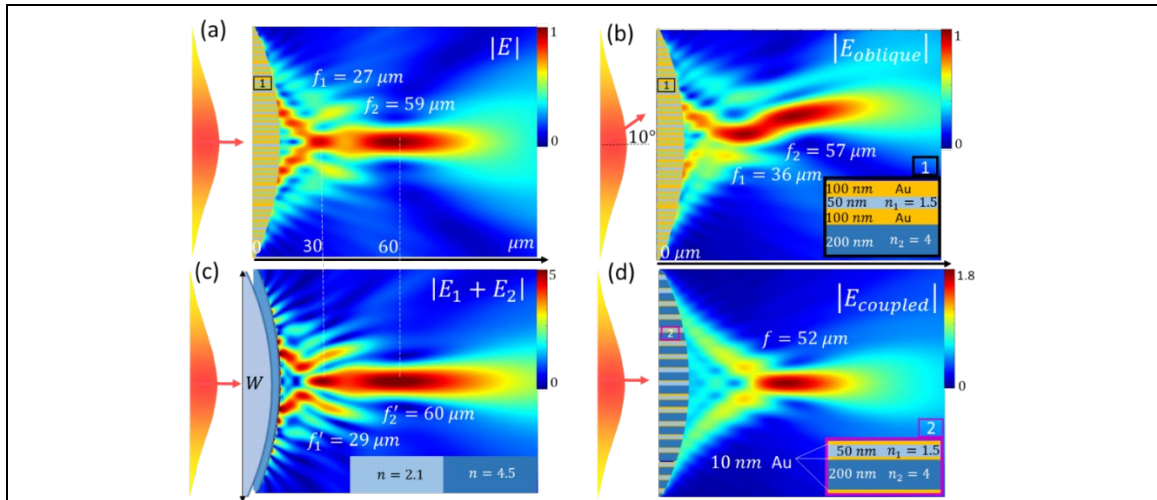 (a)
|E|
1
0
1
f₁ = 27 μm
f₂ = 59 μm
0 30 60 μm
(b)
|E_oblique|
1
0
1
10°
f₂ = 57 μm
f₁ = 36 μm
1
100 nm Au
50 nm n₁ = 1.5
100 nm Au
200 nm n₂ = 4
0 μm
(c)
|E₁ + E₂|
5
0
W
f₂′ = 60 μm
f₁′ = 29 μm
n = 2.1 n = 4.5
(d)
|E_coupled|
1.8
0
2
f = 52 μm
2
10 nm Au
50 nm n₁ = 1.5
200 nm n₂ = 4